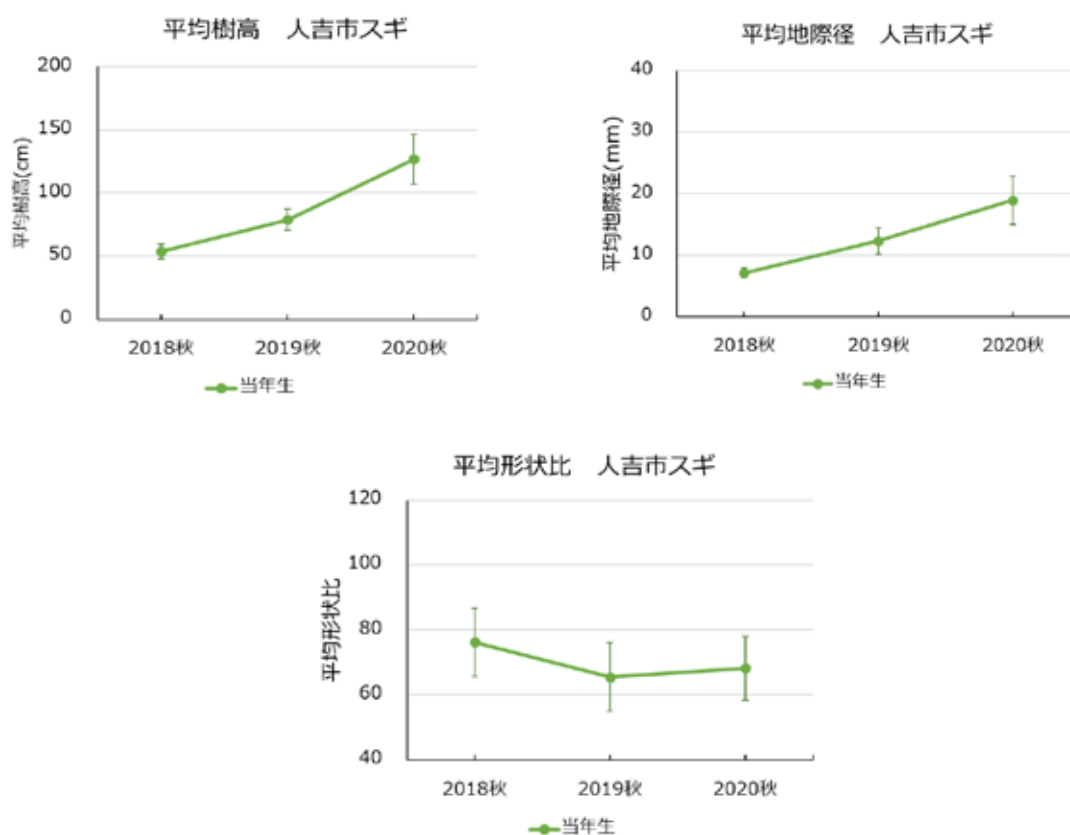 平均樹高　人吉市スギ
200
150
100
50
0
平均樹高(cm)
2018秋 2019秋 2020秋
当年生
平均地際径　人吉市スギ
40
30
20
10
0
平均地際径(mm)
2018秋 2019秋 2020秋
当年生
平均形状比　人吉市スギ
120
100
80
60
40
平均形状比
2018秋 2019秋 2020秋
当年生